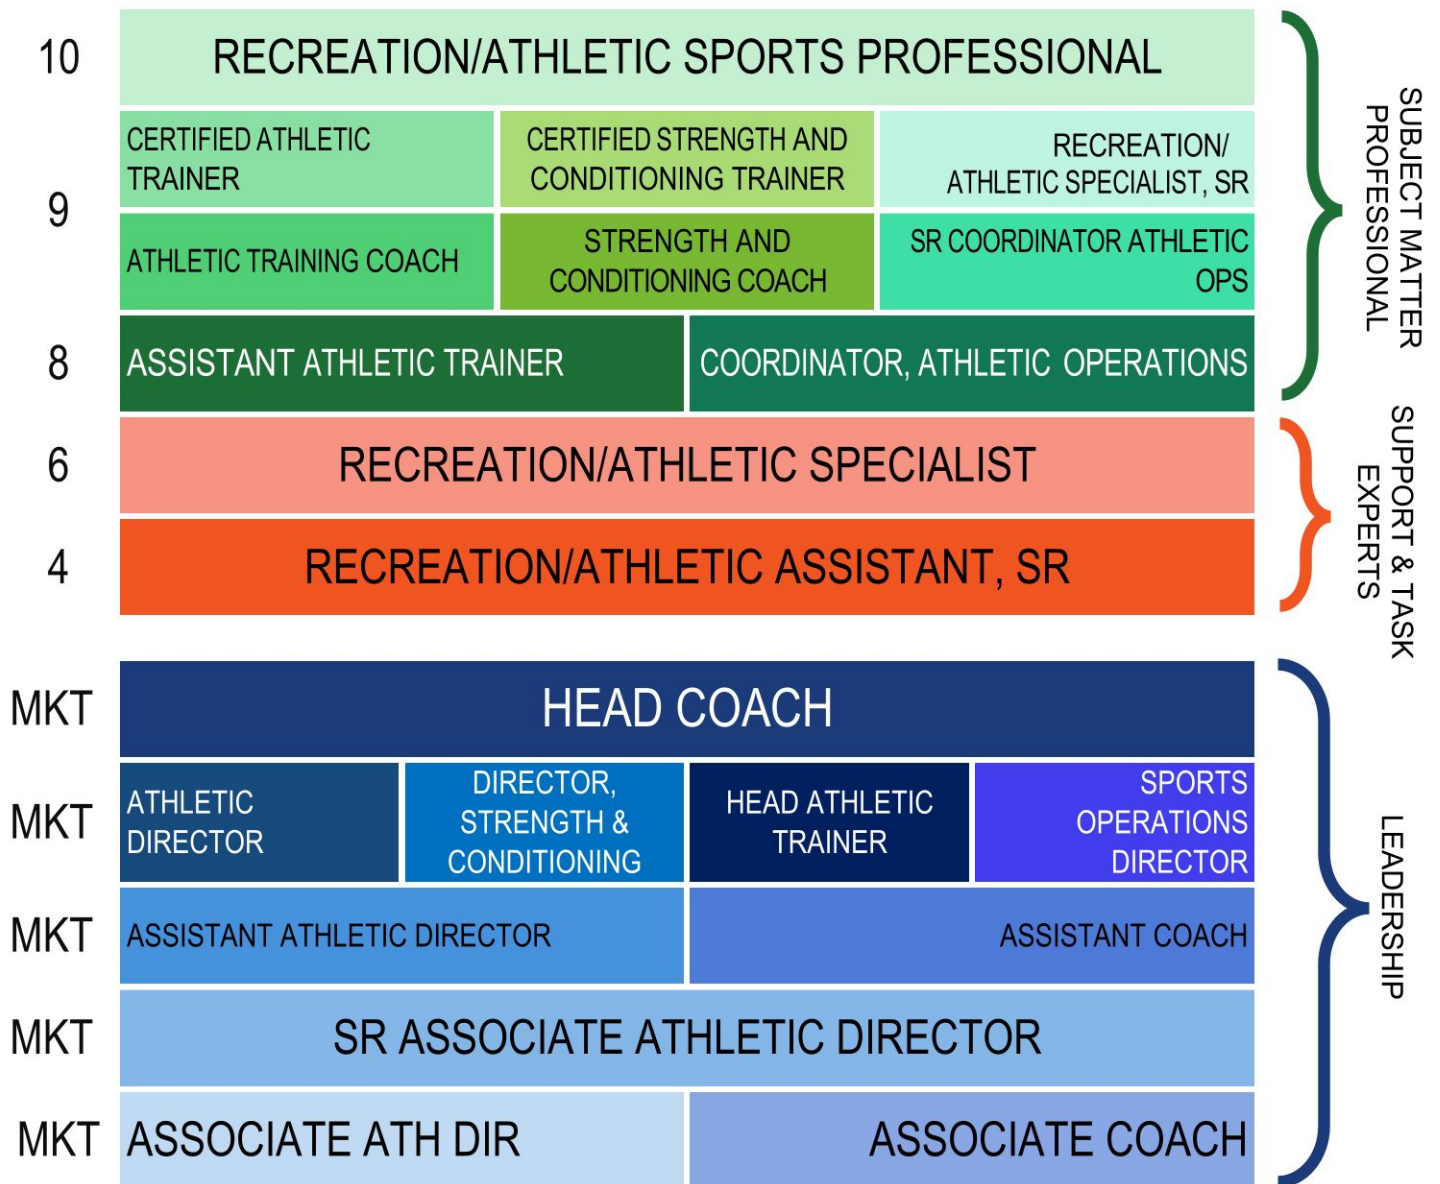 10
RECREATION/ATHLETIC SPORTS PROFESSIONAL
9
CERTIFIED ATHLETIC
TRAINER
CERTIFIED STRENGTH AND
CONDITIONING TRAINER
RECREATION/
ATHLETIC SPECIALIST, SR
ATHLETIC TRAINING COACH
STRENGTH AND
CONDITIONING COACH
SR COORDINATOR ATHLETIC
OPS
8
ASSISTANT ATHLETIC TRAINER
COORDINATOR, ATHLETIC OPERATIONS
SUBJECT MATTER
PROFESSIONAL
6
RECREATION/ATHLETIC SPECIALIST
4
RECREATION/ATHLETIC ASSISTANT, SR
SUPPORT & TASK
EXPERTS
MKT
HEAD COACH
MKT
ATHLETIC
DIRECTOR
DIRECTOR,
STRENGTH &
CONDITIONING
HEAD ATHLETIC
TRAINER
SPORTS
OPERATIONS
DIRECTOR
MKT
ASSISTANT ATHLETIC DIRECTOR
ASSISTANT COACH
MKT
SR ASSOCIATE ATHLETIC DIRECTOR
MKT
ASSOCIATE ATH DIR
ASSOCIATE COACH
LEADERSHIP